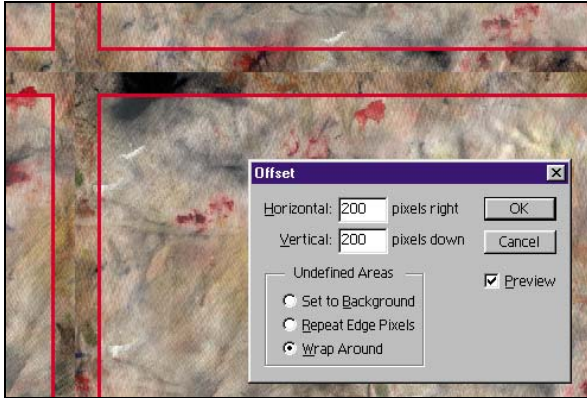 Offset
Horizontal: 200 pixels right OK
Vertical: 200 pixels down Cancel
Undefined Areas
Preview
Set to Background
Repeat Edge Pixels
Wrap Around